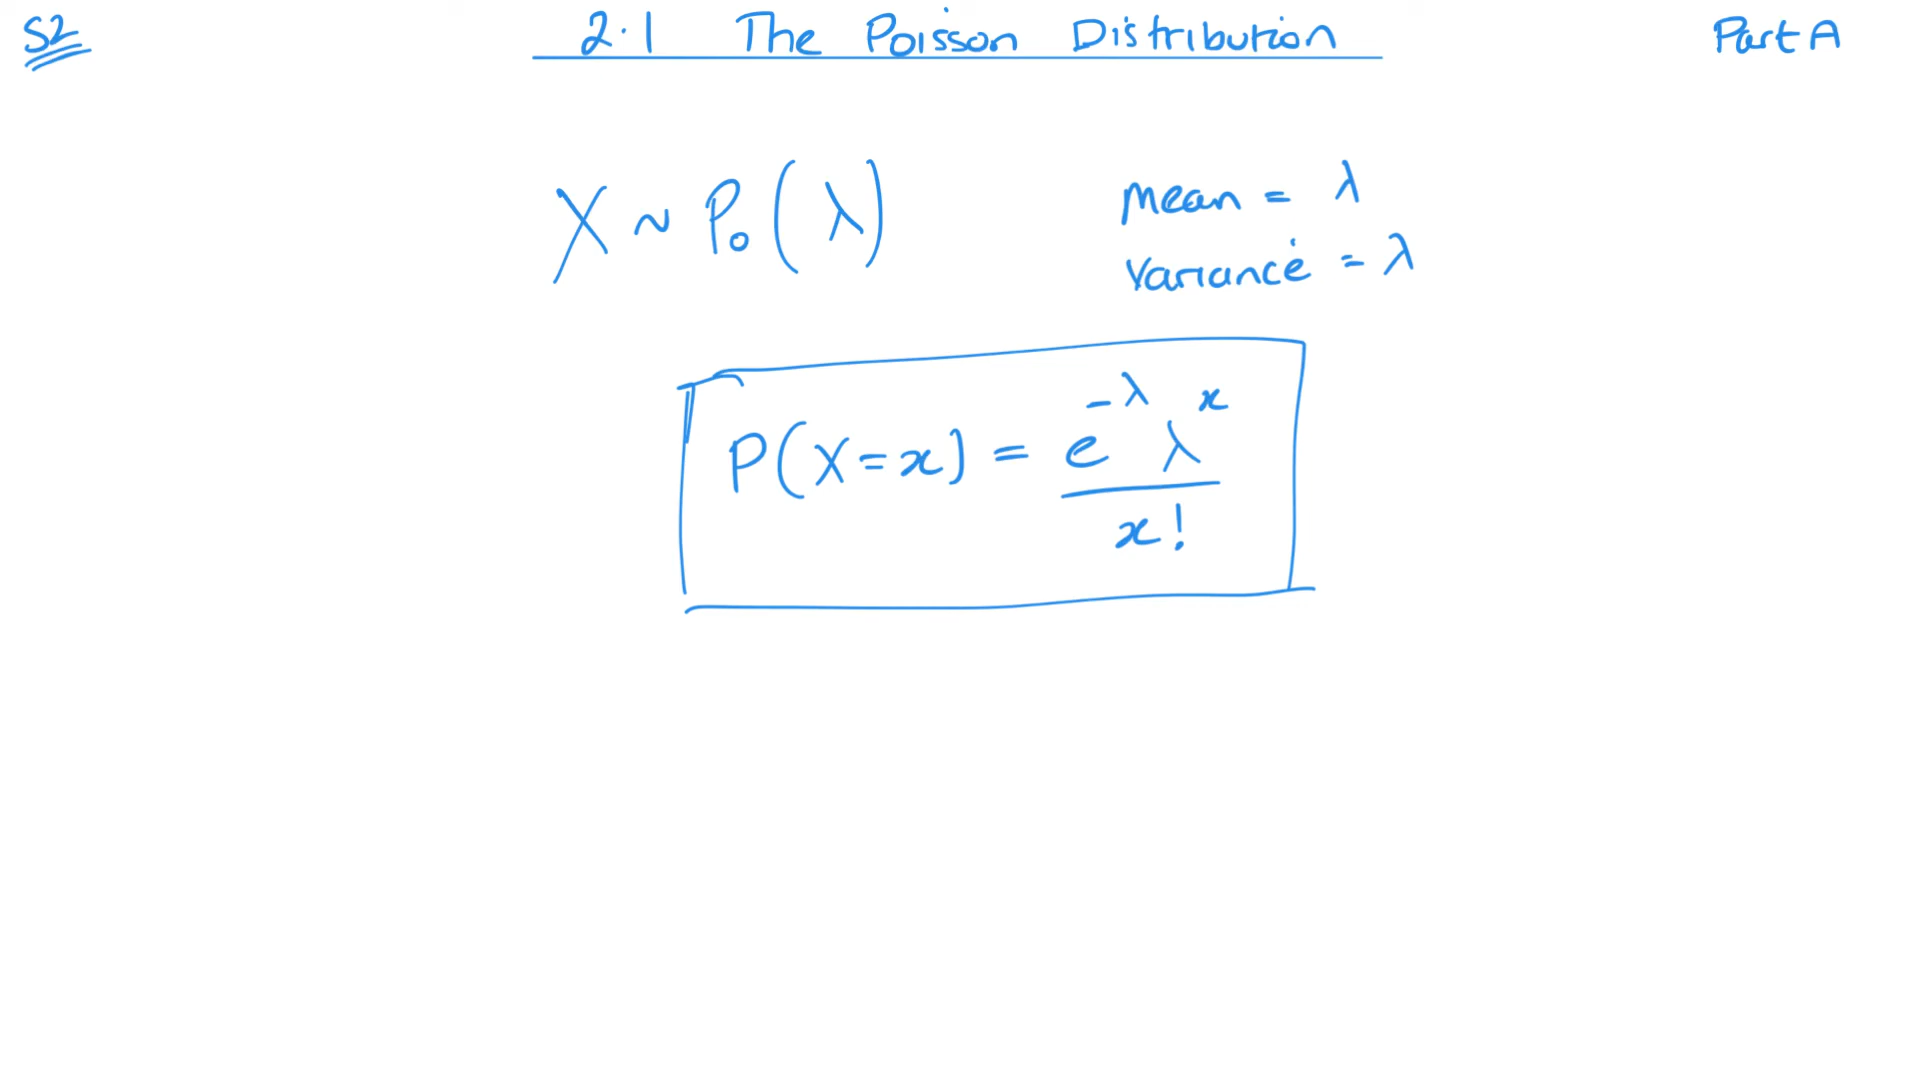 S2
2.1 The Poisson Distribution
Part A
X ~ Po(λ)
mean = λ
variance = λ
P(X=x) = e^-λ λ^x / x!